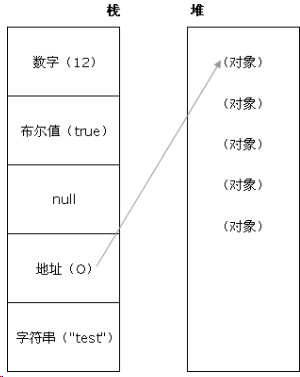 栈 堆
数字（12）
布尔值（true）
null
地址（O）
字符串（"test"）
（对象）
（对象）
（对象）
（对象）
（对象）